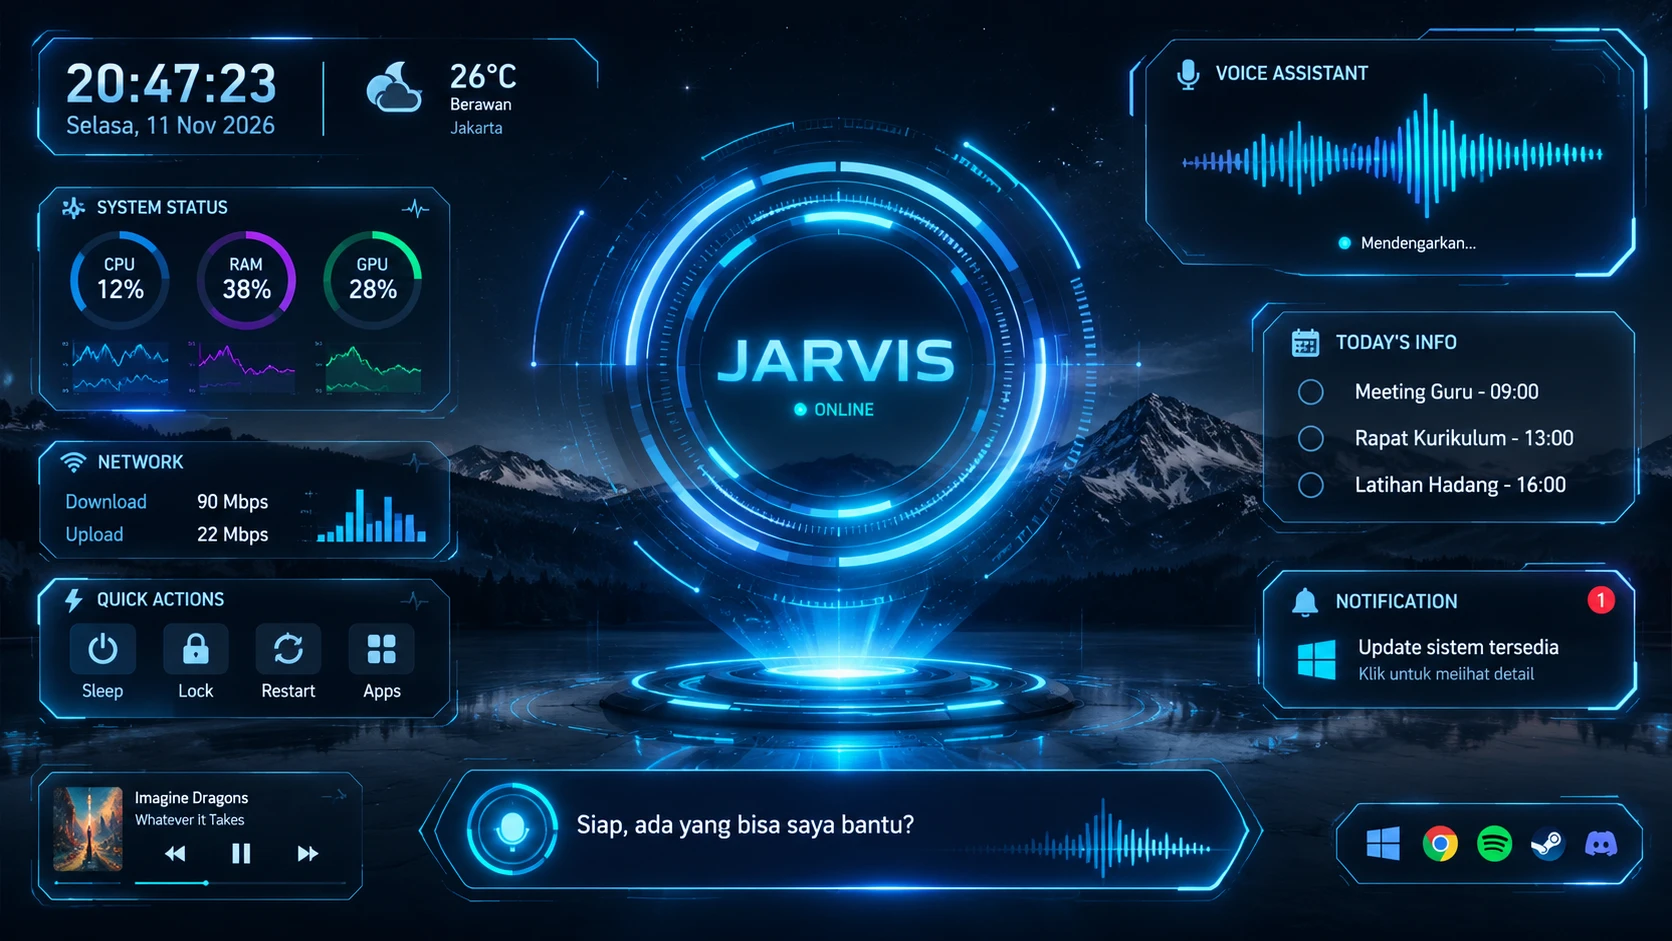 20:47:23
Selasa, 11 Nov 2026
26°C
Berawan
Jakarta
VOICE ASSISTANT
Mendengarkan...
SYSTEM STATUS
CPU
12%
RAM
38%
GPU
28%
JARVIS
ONLINE
TODAY'S INFO
Meeting Guru - 09:00
Rapat Kurikulum - 13:00
Latihan Hadang - 16:00
NETWORK
Download 90 Mbps
Upload 22 Mbps
QUICK ACTIONS
Sleep
Lock
Restart
Apps
NOTIFICATION
1
Update sistem tersedia
Klik untuk meiihat detail
Imagine Dragons
Whatever it Takes
Siap, ada yang bisa saya bantu?